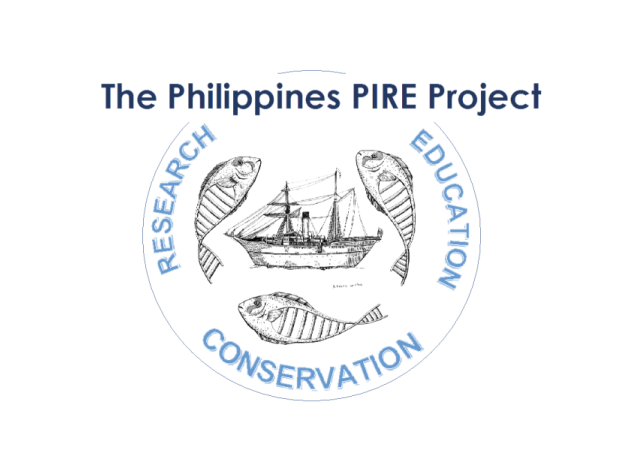 The Philippines PIRE Project
RESEARCH
EDUCATION
CONSERVATION